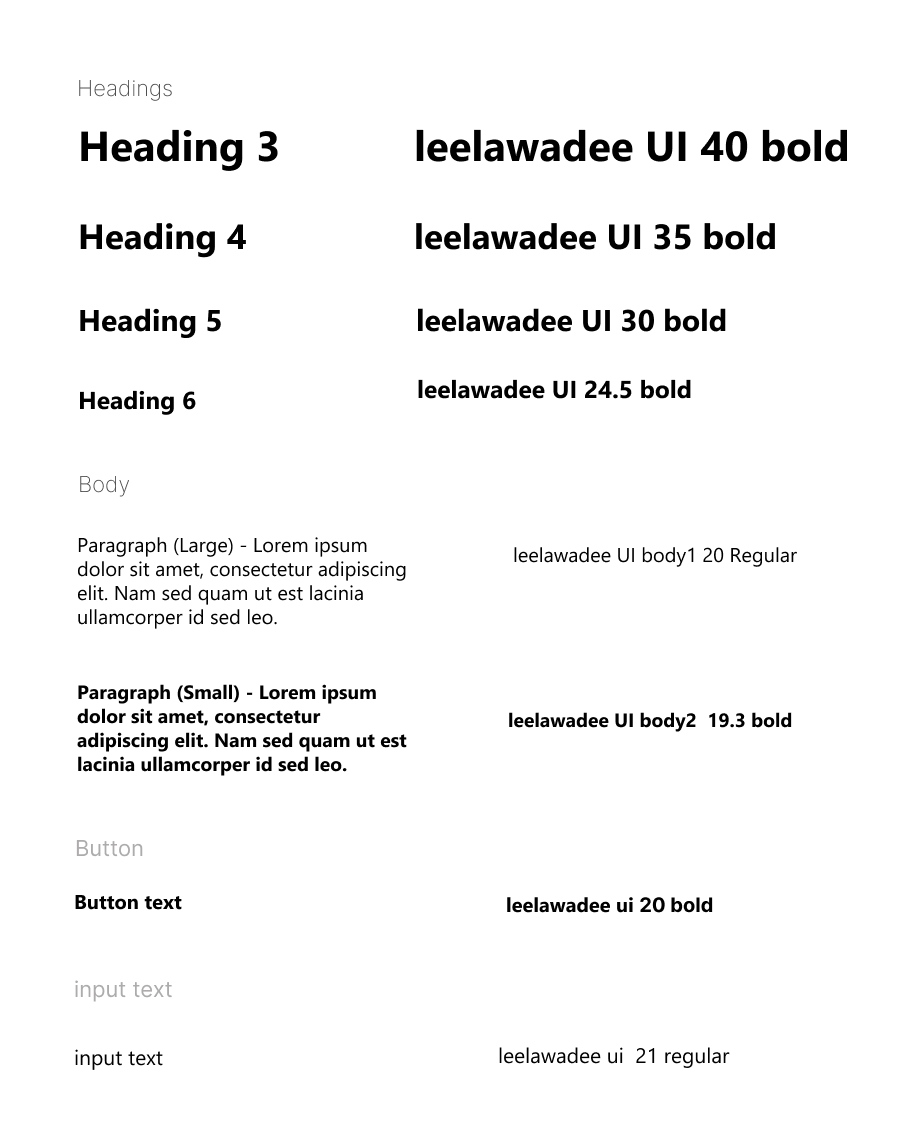 Headings
Heading 3
leelawadee UI 40 bold
Heading 4
leelawadee UI 35 bold
Heading 5
leelawadee UI 30 bold
Heading 6
leelawadee UI 24.5 bold
Body
Paragraph (Large) - Lorem ipsum
dolor sit amet, consectetur adipiscing
elit. Nam sed quam ut est lacinia
ullamcorper id sed leo.
leelawadee UI body1 20 Regular
Paragraph (Small) - Lorem ipsum
dolor sit amet, consectetur
adipiscing elit. Nam sed quam ut est
lacinia ullamcorper id sed leo.
leelawadee UI body2  19.3 bold
Button
Button text
leelawadee ui 20 bold
input text
input text
leelawadee ui  21 regular